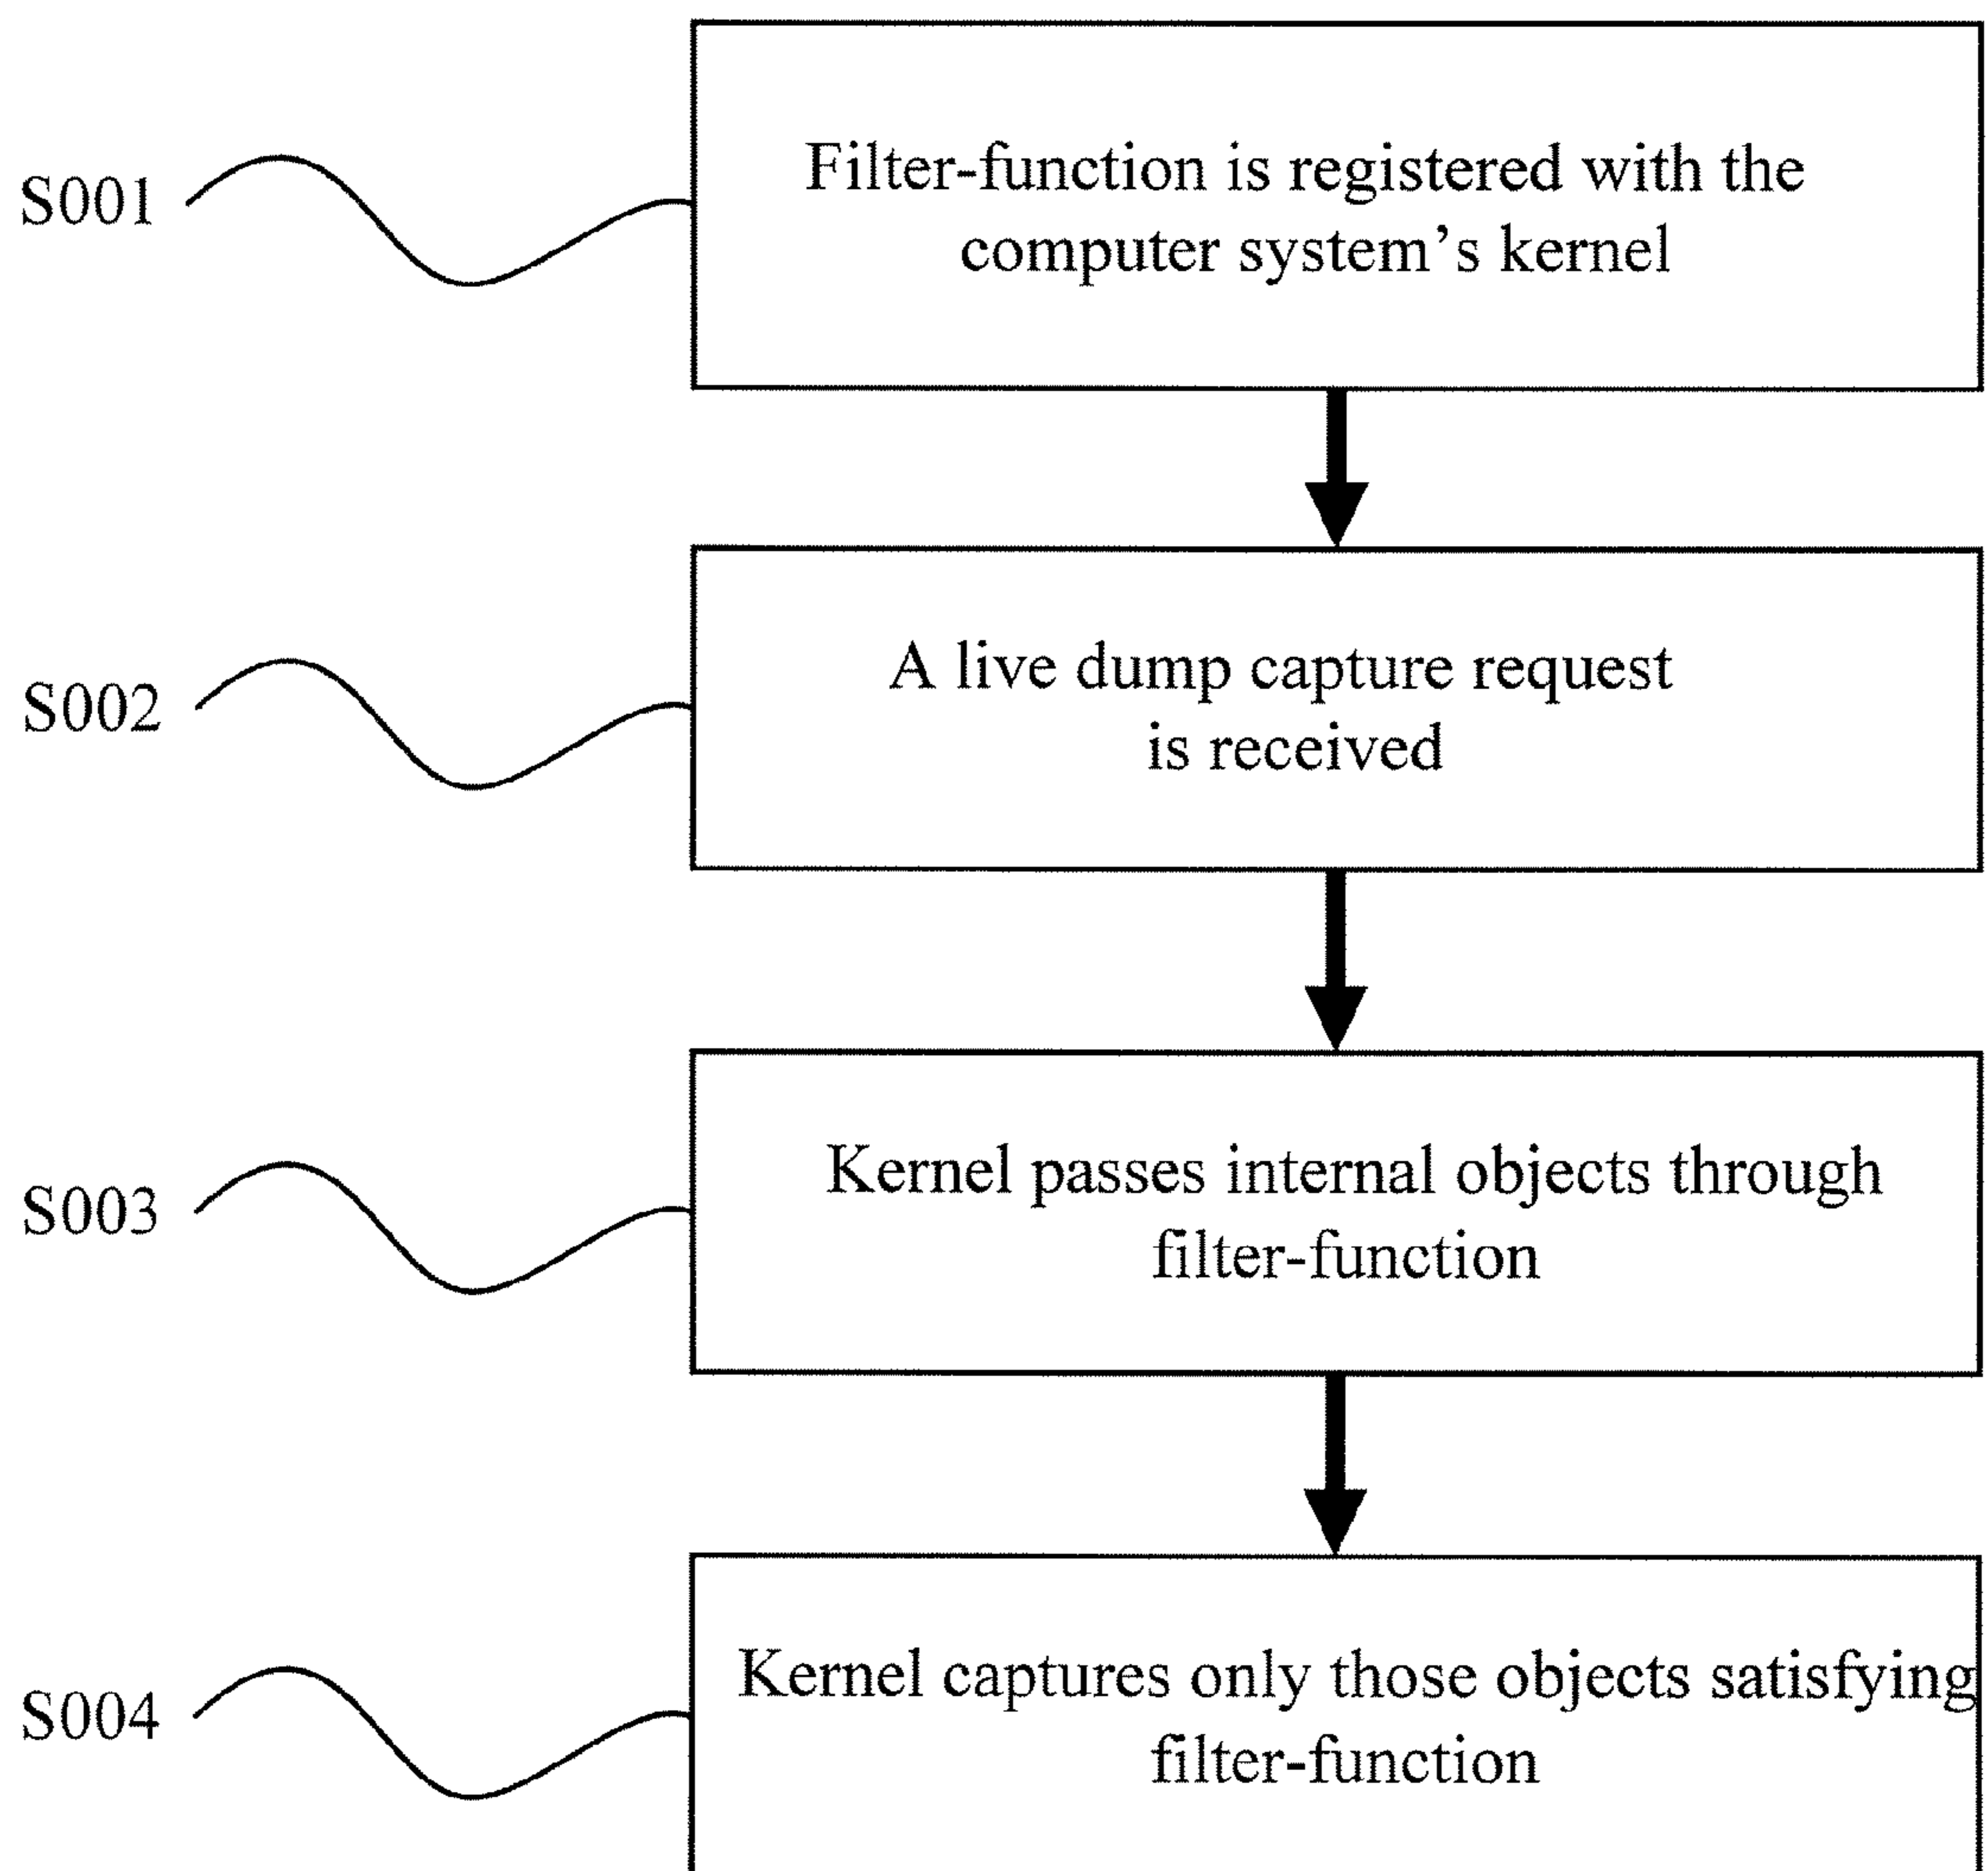 S001
Filter-function is registered with the
computer system's kernel
S002
A live dump capture request
is received
S003
Kernel passes internal objects through
filter-function
S004
Kernel captures only those objects satisfying
filter-function